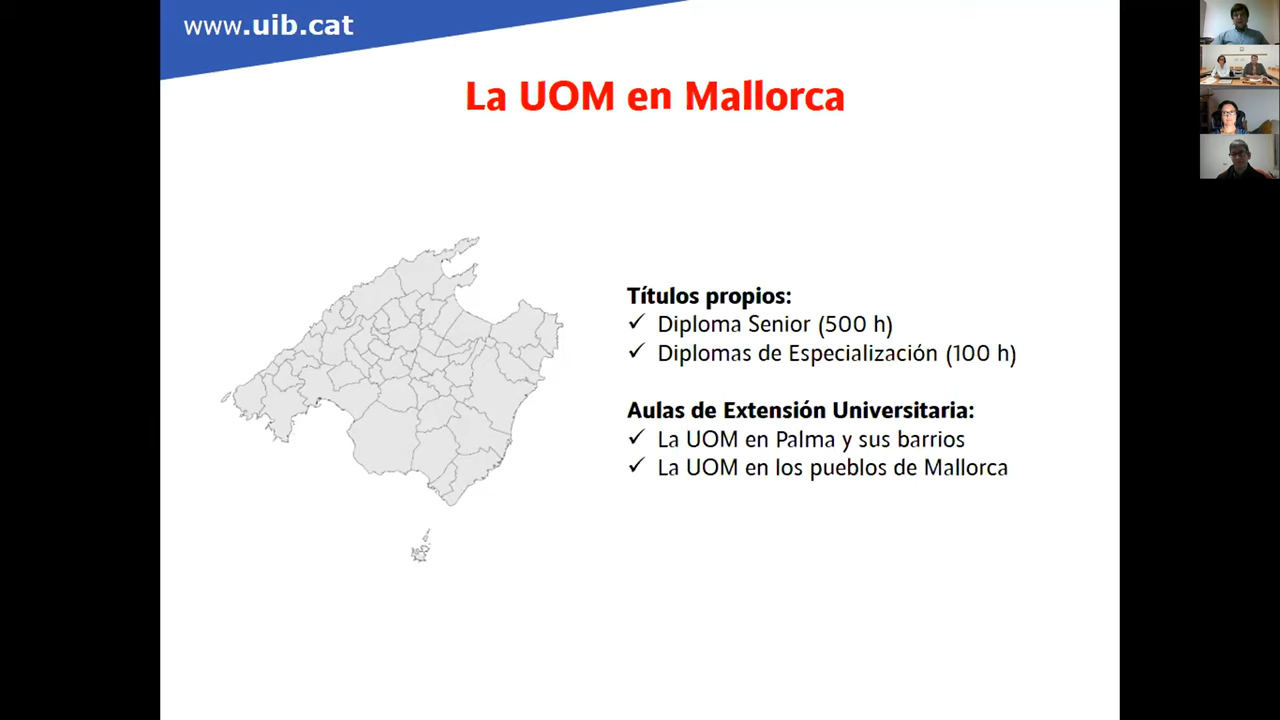 www.uib.cat
La UOM en Mallorca
Títulos propios:
✓ Diploma Senior (500 h)
✓ Diplomas de Especialización (100 h)
Aulas de Extensión Universitaria:
✓ La UOM en Palma y sus barrios
✓ La UOM en los pueblos de Mallorca